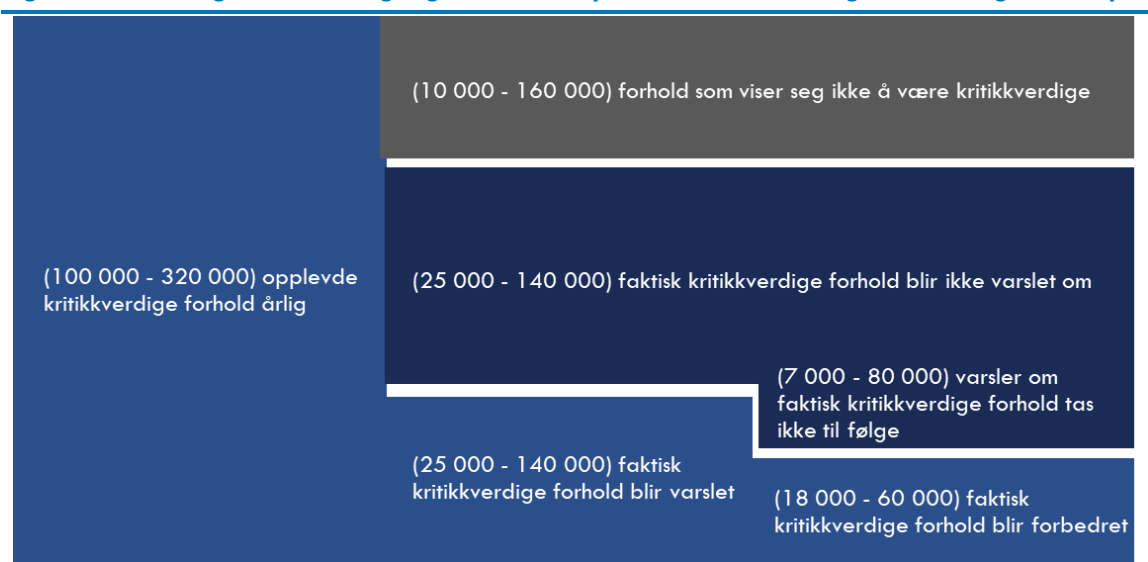 (10 000 - 160 000) forhold som viser seg ikke å være kritikkverdige
(100 000 - 320 000) opplevde
kritikkverdige forhold årlig
(25 000 - 140 000) faktisk kritikkverdige forhold blir ikke varslet om
(7 000 - 80 000) varsler om
faktisk kritikkverdige forhold tas
ikke til følge
(25 000 - 140 000) faktisk
kritikkverdige forhold blir varslet
(18 000 - 60 000) faktisk
kritikkverdige forhold blir forbedret